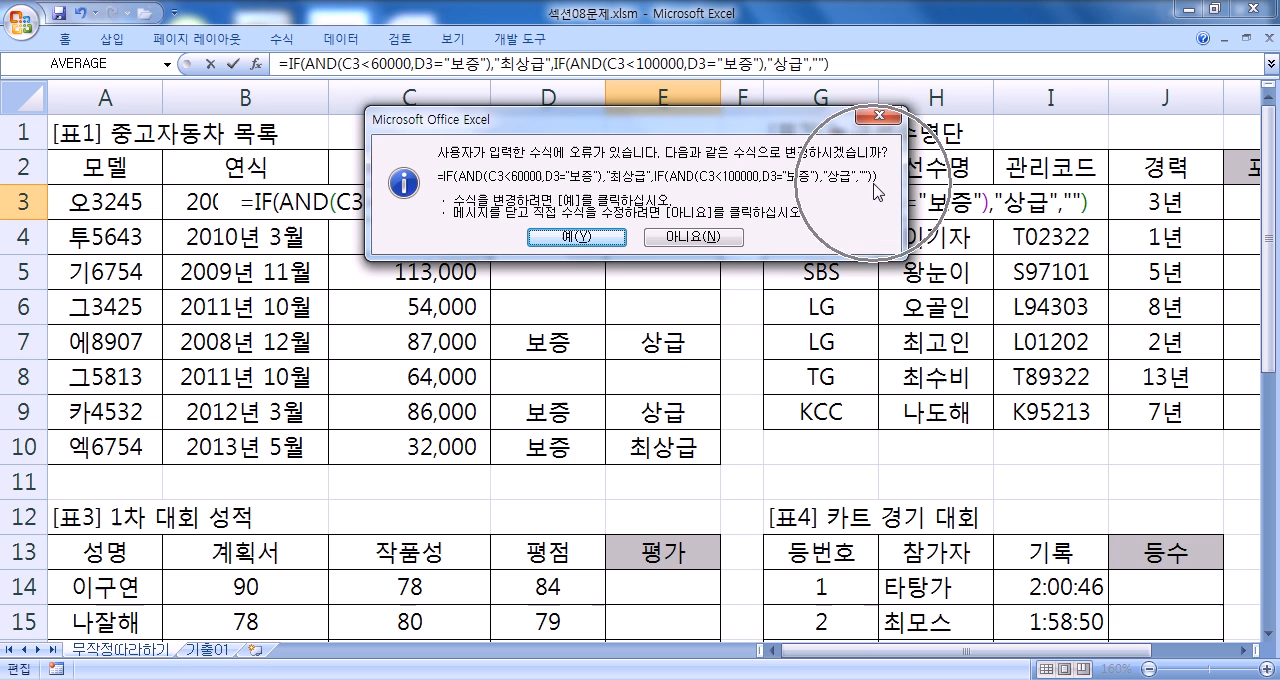 섹션08문제.xlsm - Microsoft Excel
홈 삽입 페이지 레이아웃 수식 데이터 검토 보기 개발 도구
AVERAGE =IF(AND(C3<60000,D3="보증"),"최상급",IF(AND(C3<100000,D3="보증"),"상급","")
A B C D E F G H I J
1 [표1] 중고자동차 목록 수명단
2 모델 연식 선수명 관리코드 경력
3 오3245 200 =IF(AND(C3 ="보증"),"상급","") 3년
4 투5643 2010년 3월 이기자 T02322 1년
5 기6754 2009년 11월 113,000 SBS 왕눈이 S97101 5년
6 그3425 2011년 10월 54,000 LG 오골인 L94303 8년
7 에8907 2008년 12월 87,000 보증 상급 LG 최고인 L01202 2년
8 그5813 2011년 10월 64,000 TG 최수비 T89322 13년
9 카4532 2012년 3월 86,000 보증 상급 KCC 나도해 K95213 7년
10 엑6754 2013년 5월 32,000 보증 최상급
11
12 [표3] 1차 대회 성적 [표4] 카트 경기 대회
13 성명 계획서 작품성 평점 평가 등번호 참가자 기록 등수
14 이구연 90 78 84 1 타탕가 2:00:46
15 나잘해 78 80 79 2 최모스 1:58:50
Microsoft Office Excel
사용자가 입력한 수식에 오류가 있습니다. 다음과 같은 수식으로 변경하시겠습니까?
=IF(AND(C3<60000,D3="보증"),"최상급",IF(AND(C3<100000,D3="보증"),"상급",""))
· 수식을 변경하려면 [예]를 클릭하십시오.
· 메시지를 닫고 직접 수식을 수정하려면 [아니요]를 클릭하십시오
예(Y) 아니요(N)
무작정따라하기 기출01
편집 160%